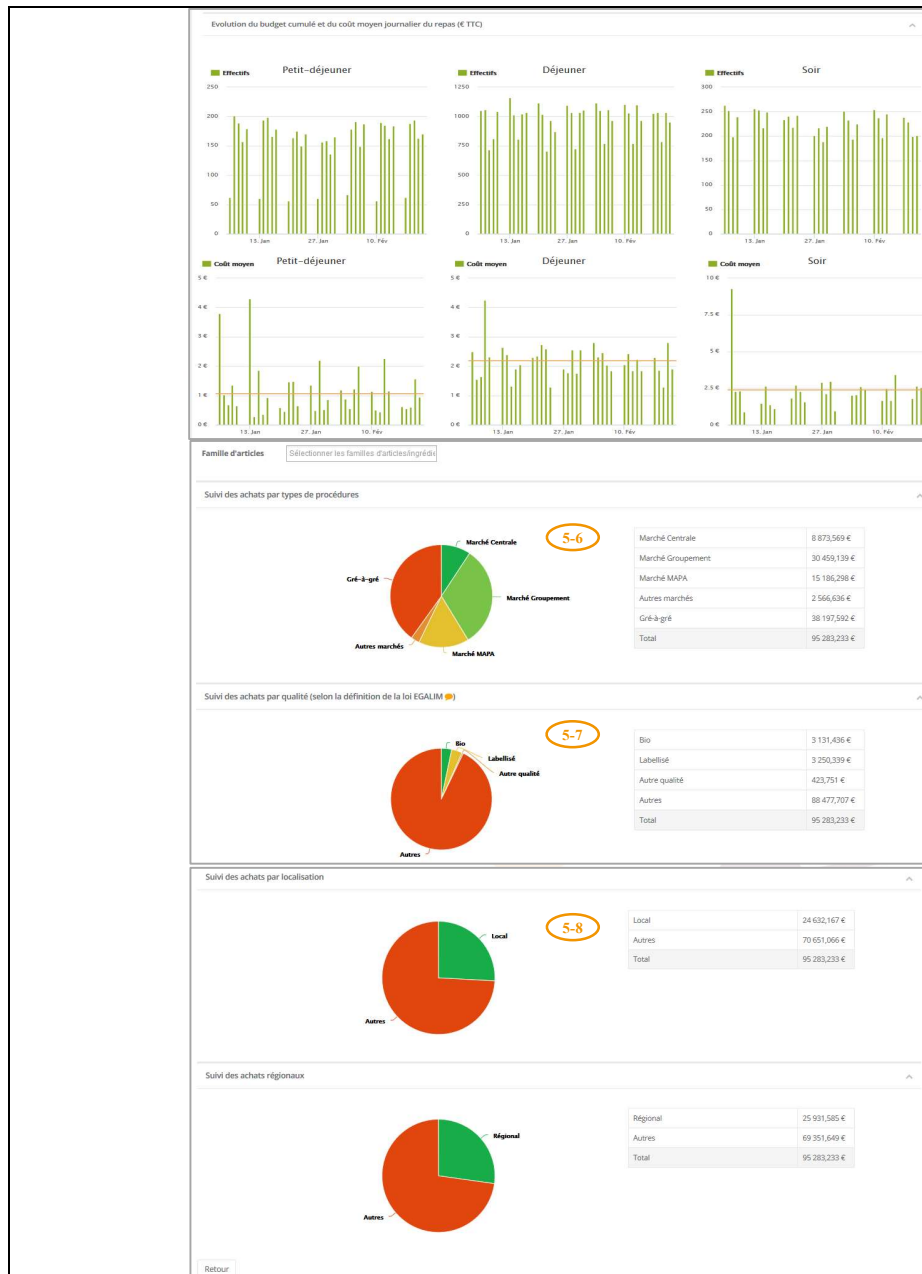 Evolution du budget cumulé et du coût moyen journalier du repas (€ TTC)
Petit-déjeuner
Effectifs
250
200
150
100
50
0
13. Jan
27. Jan
10. Fév
Déjeuner
Effectifs
1250
1000
750
500
250
0
13. Jan
27. Jan
10. Fév
Soir
Effectifs
300
250
200
150
100
50
0
13. Jan
27. Jan
10. Fév
Petit-déjeuner
Coût moyen
5 €
4 €
3 €
2 €
1 €
0 €
13. Jan
27. Jan
10. Fév
Déjeuner
Coût moyen
5 €
4 €
3 €
2 €
1 €
0 €
13. Jan
27. Jan
10. Fév
Soir
Coût moyen
10 €
7.5 €
5 €
2.5 €
0 €
13. Jan
27. Jan
10. Fév
Famille d'articles
Sélectionner les familles d'articles/ingrédie
Suivi des achats par types de procédures
Marché Centrale
Gré-à-gré
Marché Groupement
Autres marchés
Marché MAPA
5-6
Marché Centrale 8 873,569 €
Marché Groupement 30 459,139 €
Marché MAPA 15 186,298 €
Autres marchés 2 566,636 €
Gré-à-gré 38 197,592 €
Total 95 283,233 €
Suivi des achats par qualité (selon la définition de la loi EGALIM )
Bio
Labellisé
Autre qualité
Autres
5-7
Bio 3 131,436 €
Labellisé 3 250,339 €
Autre qualité 423,751 €
Autres 88 477,707 €
Total 95 283,233 €
Suivi des achats par localisation
Local
Autres
5-8
Local 24 632,167 €
Autres 70 651,066 €
Total 95 283,233 €
Suivi des achats régionaux
Régional
Autres
Régional 25 931,585 €
Autres 69 351,649 €
Total 95 283,233 €
Retour